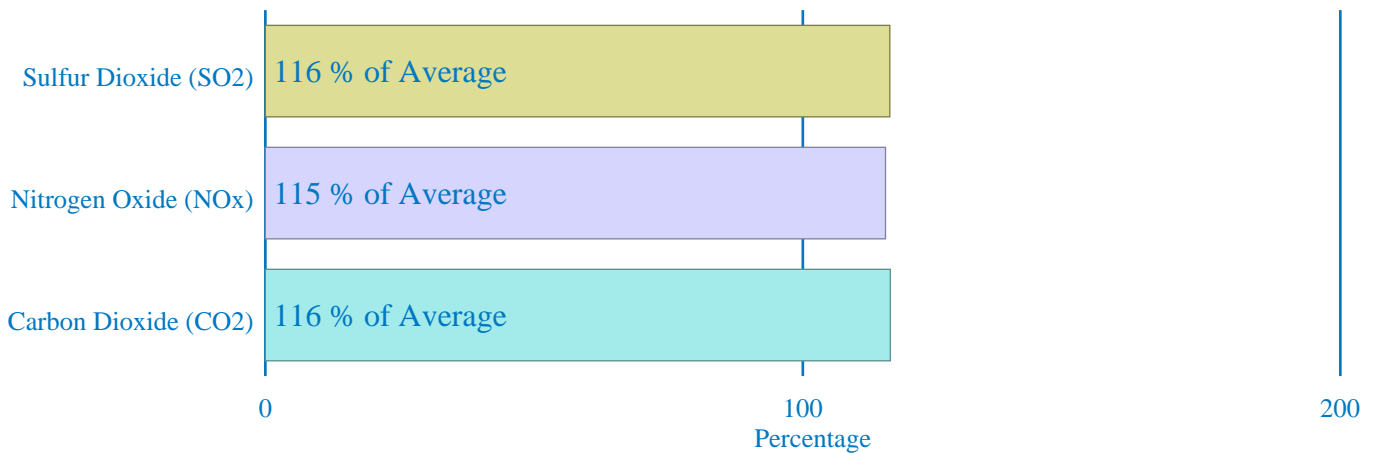 Sulfur Dioxide (SO2) 116 % of Average
Nitrogen Oxide (NOx) 115 % of Average
Carbon Dioxide (CO2) 116 % of Average
0 100 200
Percentage